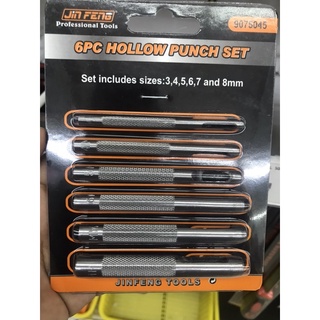 JIN FENG
Professional Tools
9075045
6PC HOLLOW PUNCH SET
Set includes sizes:3,4,5,6,7 and 8mm
JINFENG TOOLS